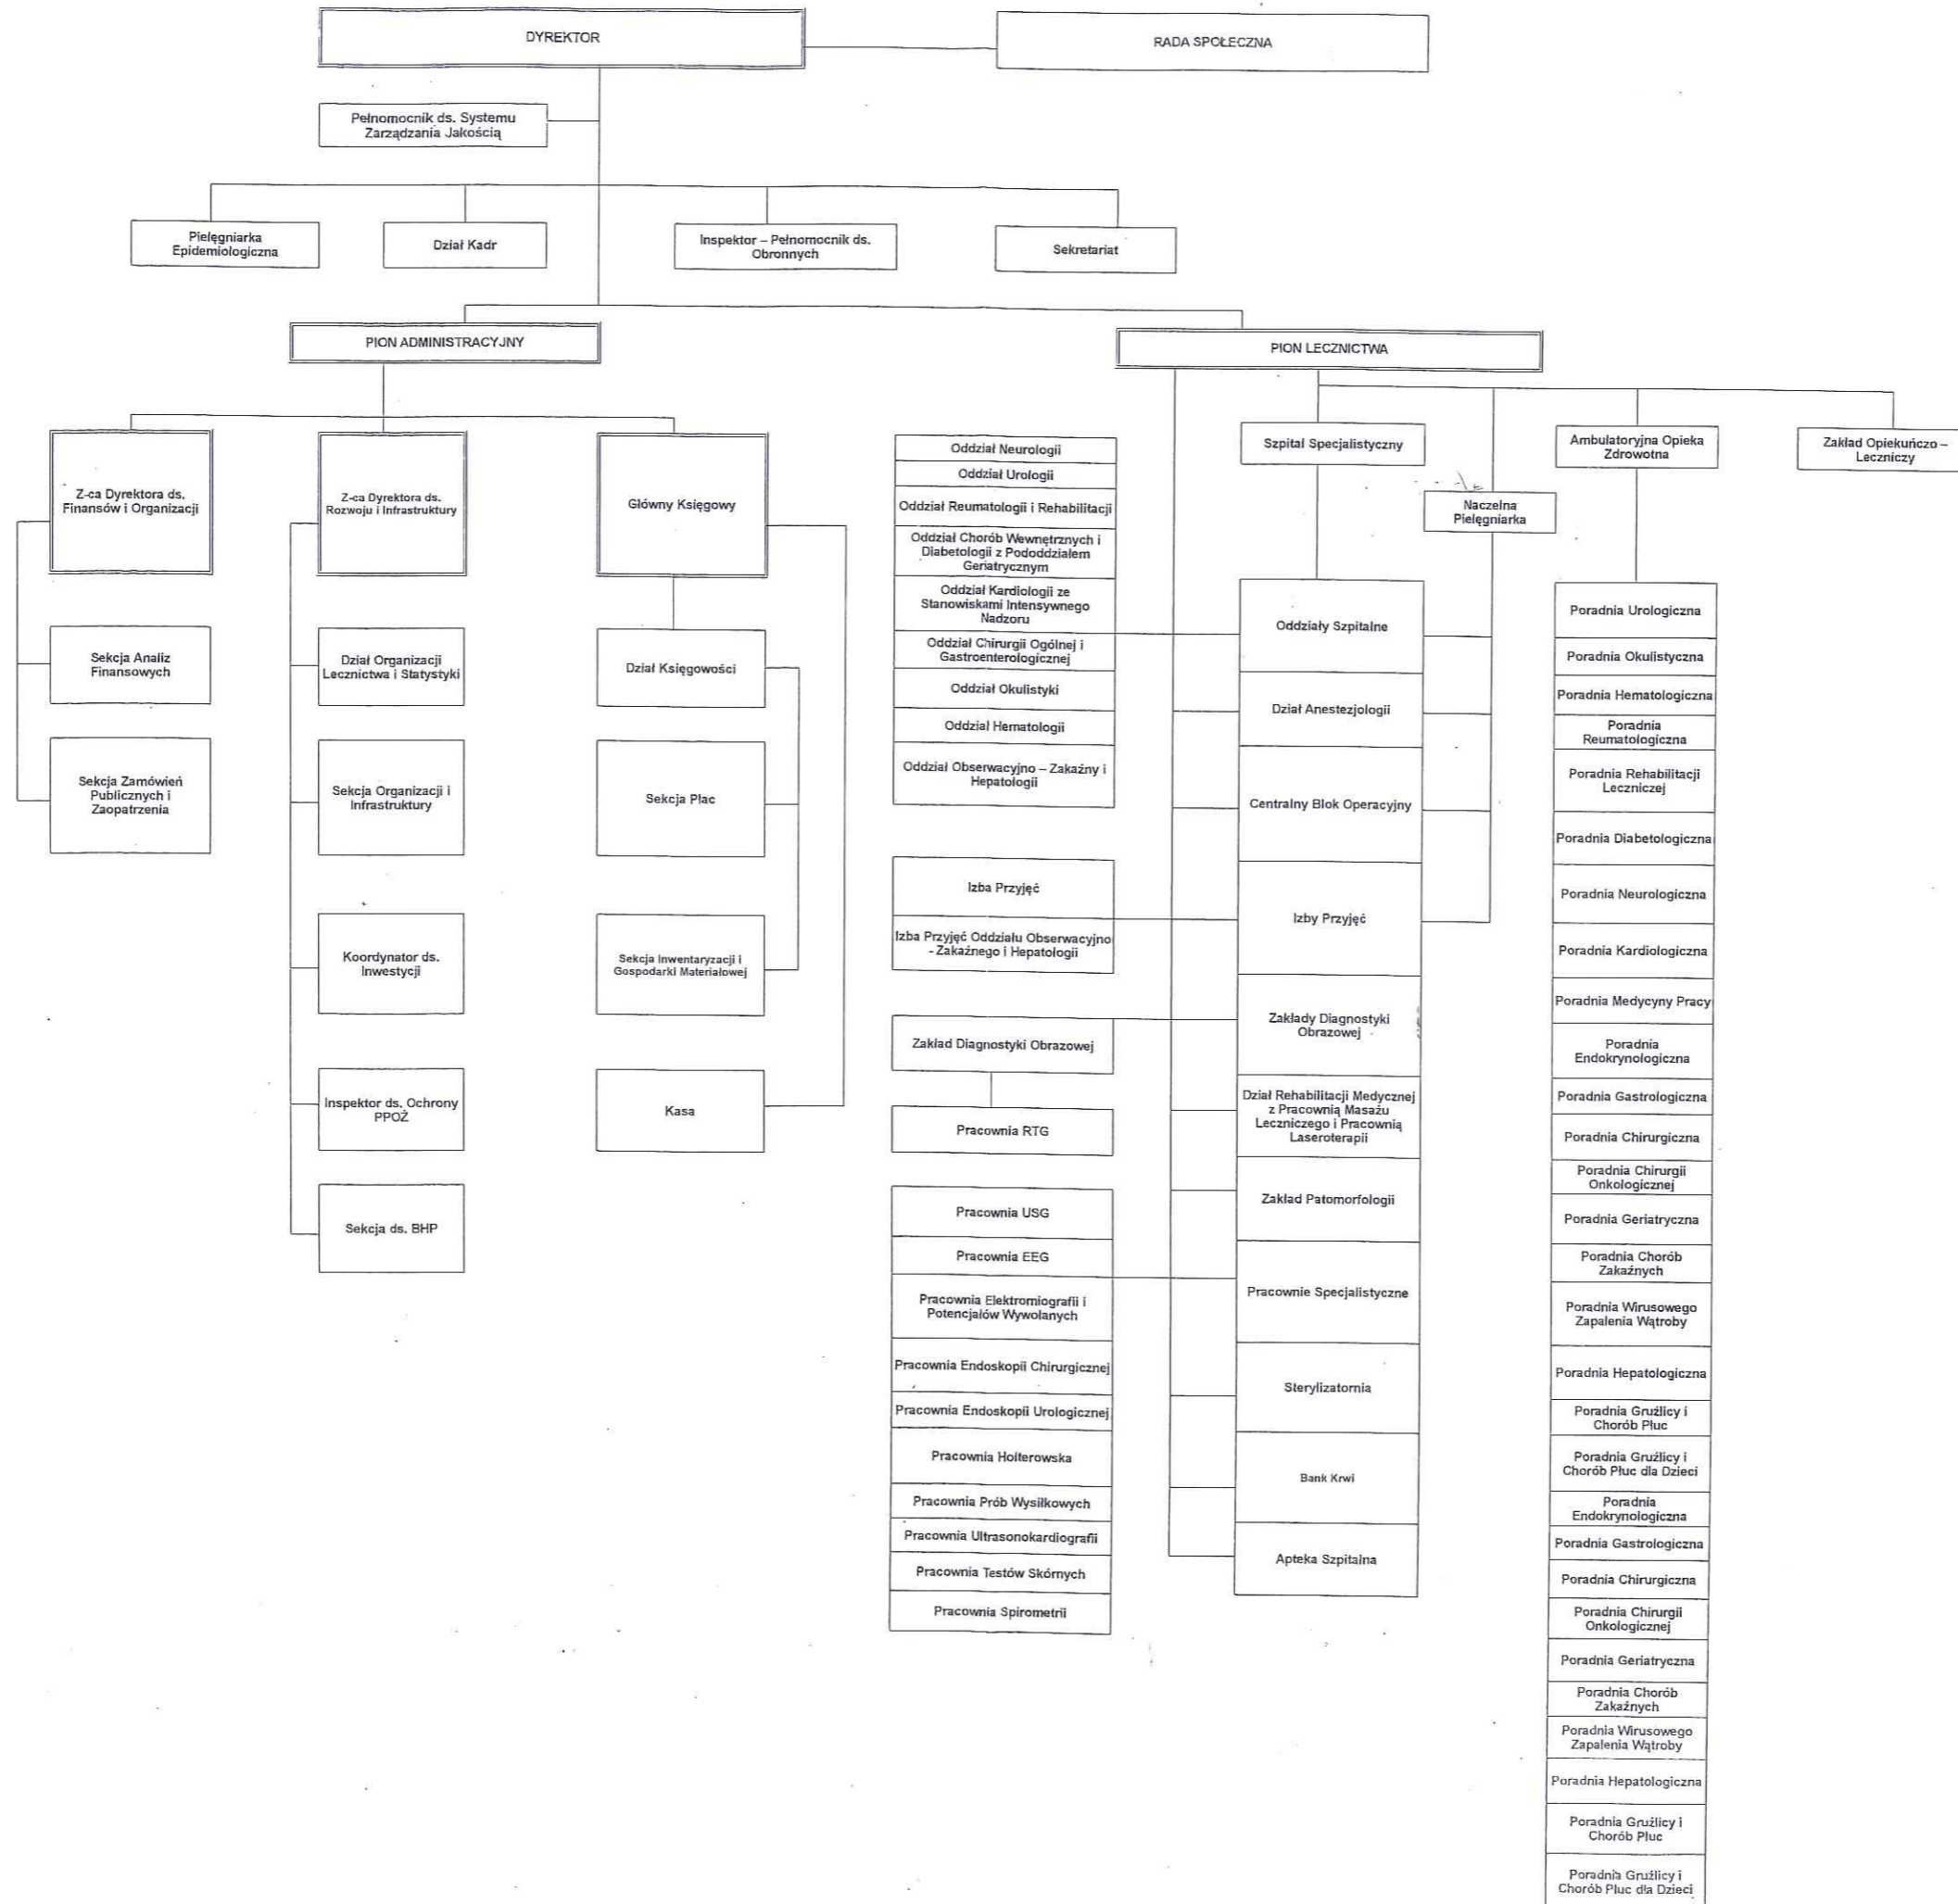 DYREKTOR
RADA SPOŁECZNA
Pełnomocnik ds. Systemu
Zarządzania Jakością
Pielęgniarka
Epidemiologiczna
Dział Kadr
Inspektor – Pełnomocnik ds.
Obronnych
Sekretariat
PION ADMINISTRACYJNY
PION LECZNICTWA
Z-ca Dyrektora ds.
Finansów i Organizacji
Sekcja Analiz
Finansowych
Sekcja Zamówień
Publicznych i
Zaopatrzenia
Z-ca Dyrektora ds.
Rozwoju i Infrastruktury
Dział Organizacji
Lecznictwa i Statystyki
Sekcja Organizacji i
Infrastruktury
Koordynator ds.
Inwestycji
Inspektor ds. Ochrony
PPOŻ
Sekcja ds. BHP
Główny Księgowy
Dział Księgowości
Sekcja Płac
Sekcja Inwentaryzacji i
Gospodarki Materiałowej
Kasa
Oddział Neurologii
Oddział Urologii
Oddział Reumatologii i Rehabilitacji
Oddział Chorób Wewnętrznych i
Diabetologii z Pododdziałem
Geriatrycznym
Oddział Kardiologii ze
Stanowiskami Intensywnego
Nadzoru
Oddział Chirurgii Ogólnej i
Gastroenterologicznej
Oddział Okulistyki
Oddział Hematologii
Oddział Obserwacyjno – Zakaźny i
Hepatologii
Izba Przyjęć
Izba Przyjęć Oddziału Obserwacyjno
- Zakaźnego i Hepatologii
Zakład Diagnostyki Obrazowej
Pracownia RTG
Pracownia USG
Pracownia EEG
Pracownia Elektromiografii i
Potencjałów Wywołanych
Pracownia Endoskopii Chirurgicznej
Pracownia Endoskopii Urologicznej
Pracownia Holterowska
Pracownia Prób Wysiłkowych
Pracownia Ultrasonokardiografii
Pracownia Testów Skórnych
Pracownia Spirometrii
Szpital Specjalistyczny
Oddziały Szpitalne
Dział Anestezjologii
Centralny Blok Operacyjny
Izby Przyjęć
Zakłady Diagnostyki
Obrazowej
Dział Rehabilitacji Medycznej
z Pracownią Masażu
Leczniczego i Pracownią
Laseroterapii
Zakład Patomorfologii
Pracownie Specjalistyczne
Sterylizatornia
Bank Krwi
Apteka Szpitalna
Naczelna
Pielęgniarka
Ambulatoryjna Opieka
Zdrowotna
Poradnia Urologiczna
Poradnia Okulistyczna
Poradnia Hematologiczna
Poradnia
Reumatologiczna
Poradnia Rehabilitacji
Leczniczej
Poradnia Diabetologiczna
Poradnia Neurologiczna
Poradnia Kardiologiczna
Poradnia Medycyny Pracy
Poradnia
Endokrynologiczna
Poradnia Gastrologiczna
Poradnia Chirurgiczna
Poradnia Chirurgii
Onkologicznej
Poradnia Geriatryczna
Poradnia Chorób
Zakaźnych
Poradnia Wirusowego
Zapalenia Wątroby
Poradnia Hepatologiczna
Poradnia Gruźlicy i
Chorób Płuc
Poradnia Gruźlicy i
Chorób Płuc dla Dzieci
Poradnia
Endokrynologiczna
Poradnia Gastrologiczna
Poradnia Chirurgiczna
Poradnia Chirurgii
Onkologicznej
Poradnia Geriatryczna
Poradnia Chorób
Zakaźnych
Poradnia Wirusowego
Zapalenia Wątroby
Poradnia Hepatologiczna
Poradnia Gruźlicy i
Chorób Płuc
Poradnia Gruźlicy i
Chorób Płuc dla Dzieci
Zakład Opiekuńczo –
Leczniczy